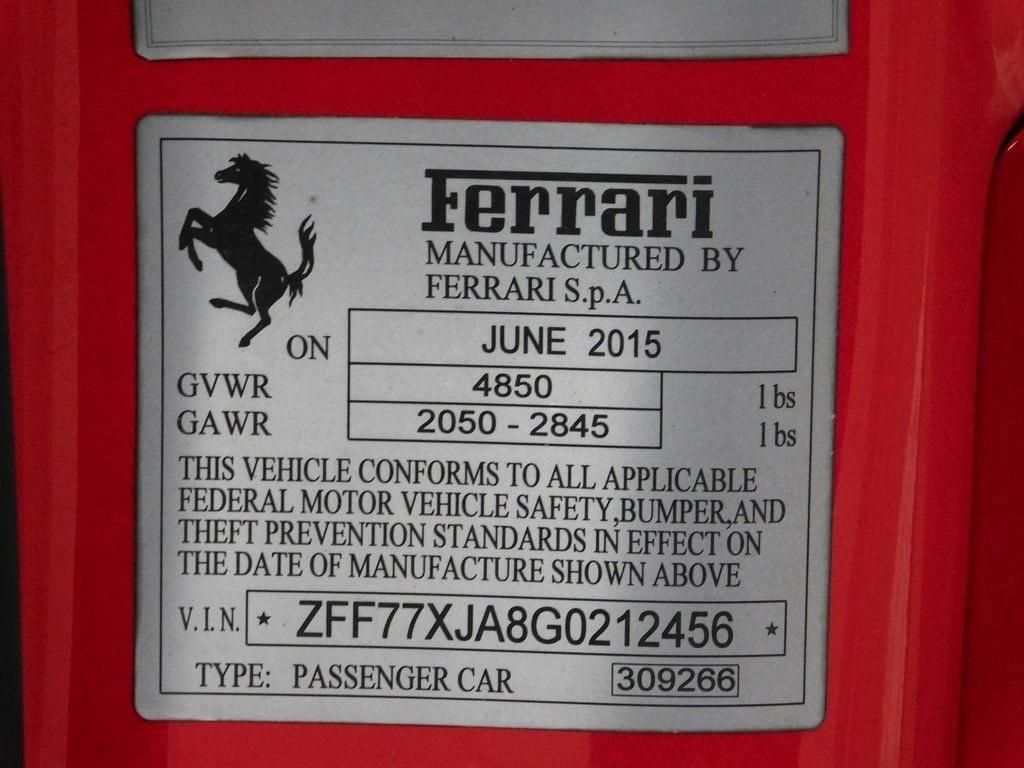 Ferrari
MANUFACTURED BY
FERRARI S.p.A.
ON JUNE 2015
GVWR 4850 lbs
GAWR 2050 - 2845 lbs
THIS VEHICLE CONFORMS TO ALL APPLICABLE
FEDERAL MOTOR VEHICLE SAFETY,BUMPER,AND
THEFT PREVENTION STANDARDS IN EFFECT ON
THE DATE OF MANUFACTURE SHOWN ABOVE
V.I.N. ★ ZFF77XJA8G0212456 ★
TYPE: PASSENGER CAR 309266